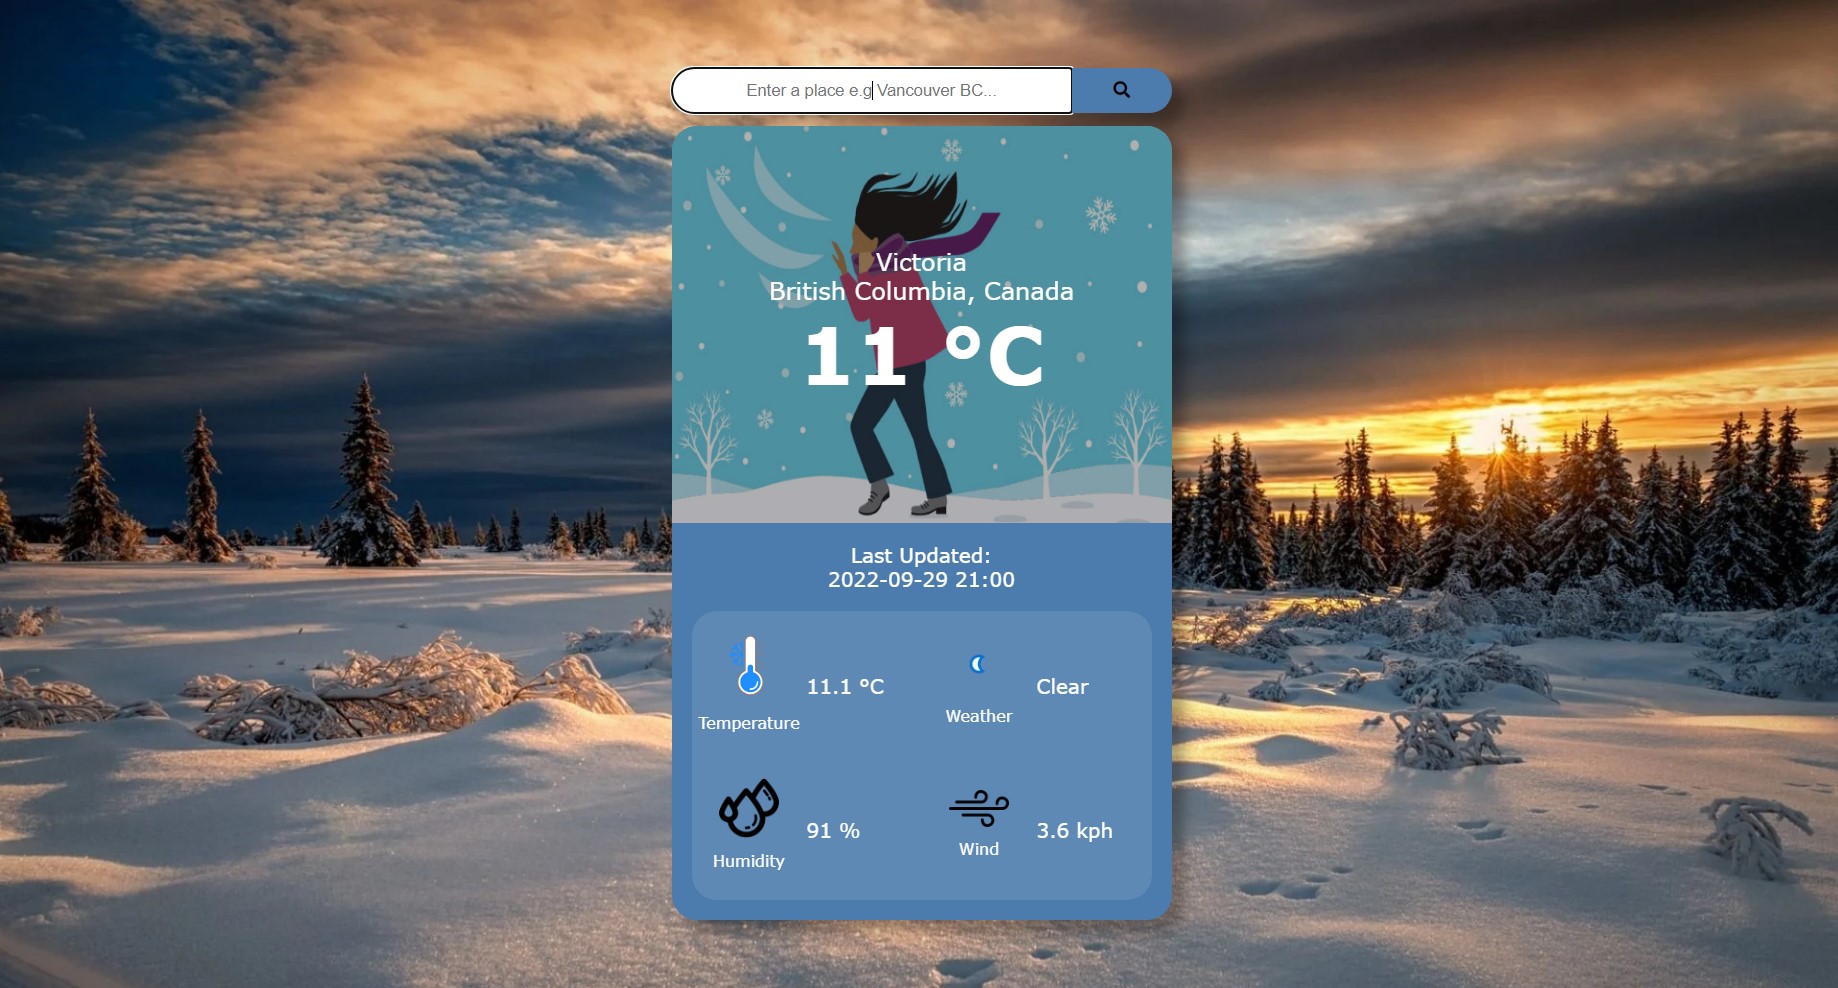 Enter a place e.g Vancouver BC...
Victoria
British Columbia, Canada
11 °C
Last Updated:
2022-09-29 21:00
11.1 °C
Temperature
Clear
Weather
91 %
Humidity
3.6 kph
Wind